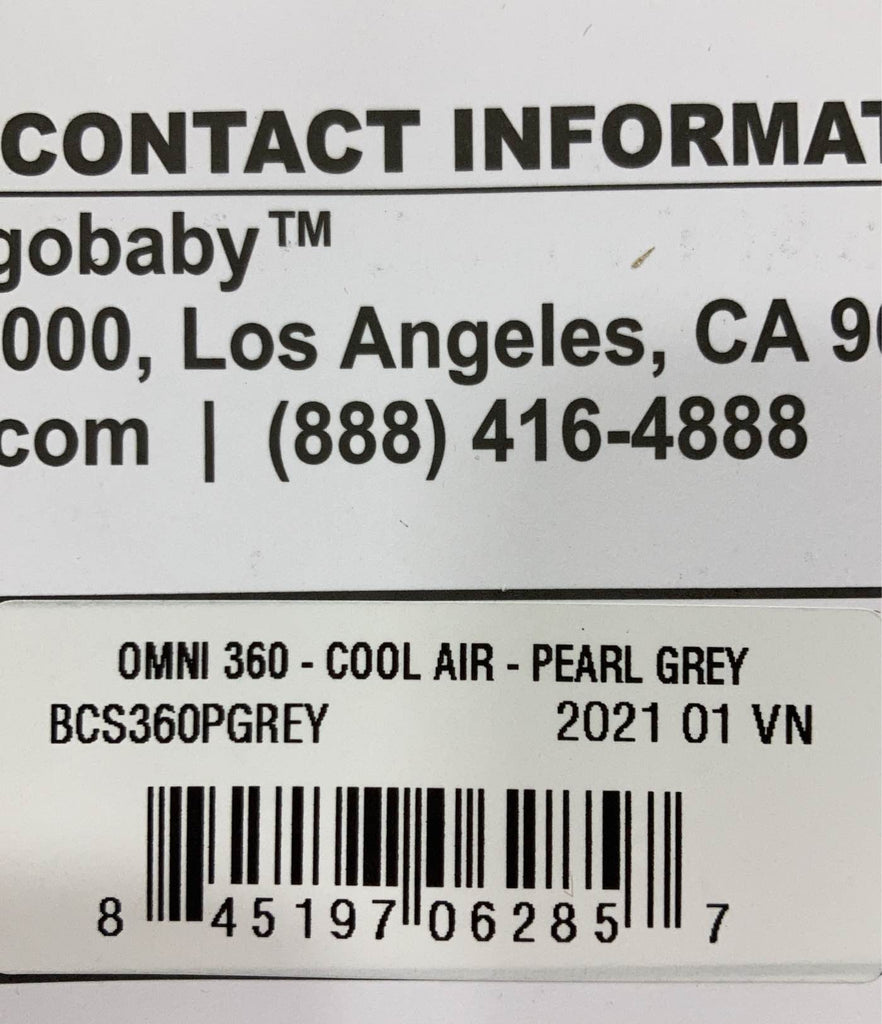 CONTACT INFORMAT
gobaby™
000, Los Angeles, CA 90
com | (888) 416-4888
OMNI 360 - COOL AIR - PEARL GREY
BCS360PGREY 2021 01 VN
8 45197 06285 7